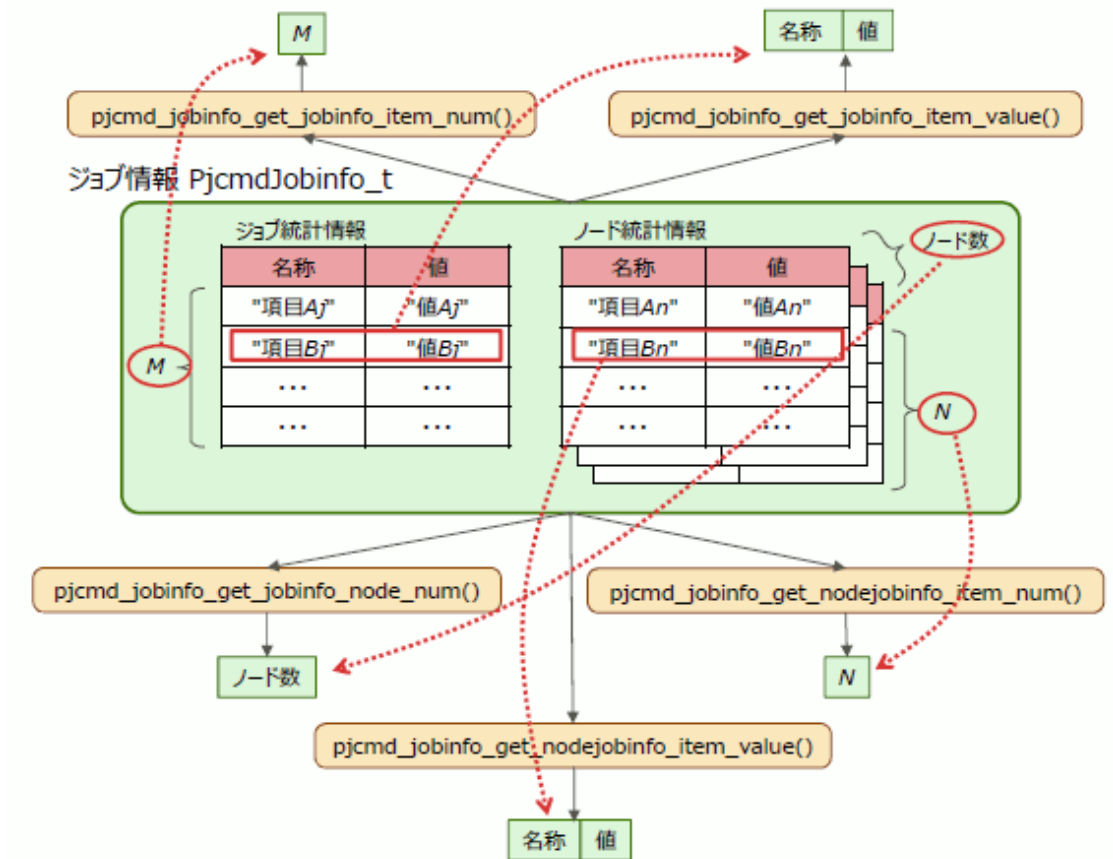 M
名称 値
pjcmd_jobinfo_get_jobinfo_item_num()
pjcmd_jobinfo_get_jobinfo_item_value()
ジョブ情報 PjcmdJobinfo_t
ジョブ統計情報
ノード統計情報
ノード数
名称 値
名称 値
"項目Aj" "値Aj"
"項目An" "値An"
"項目Bj" "値Bj"
"項目Bn" "値Bn"
M
... ...
... ...
N
... ...
... ...
pjcmd_jobinfo_get_jobinfo_node_num()
pjcmd_jobinfo_get_nodejobinfo_item_num()
ノード数
N
pjcmd_jobinfo_get_nodejobinfo_item_value()
名称 値